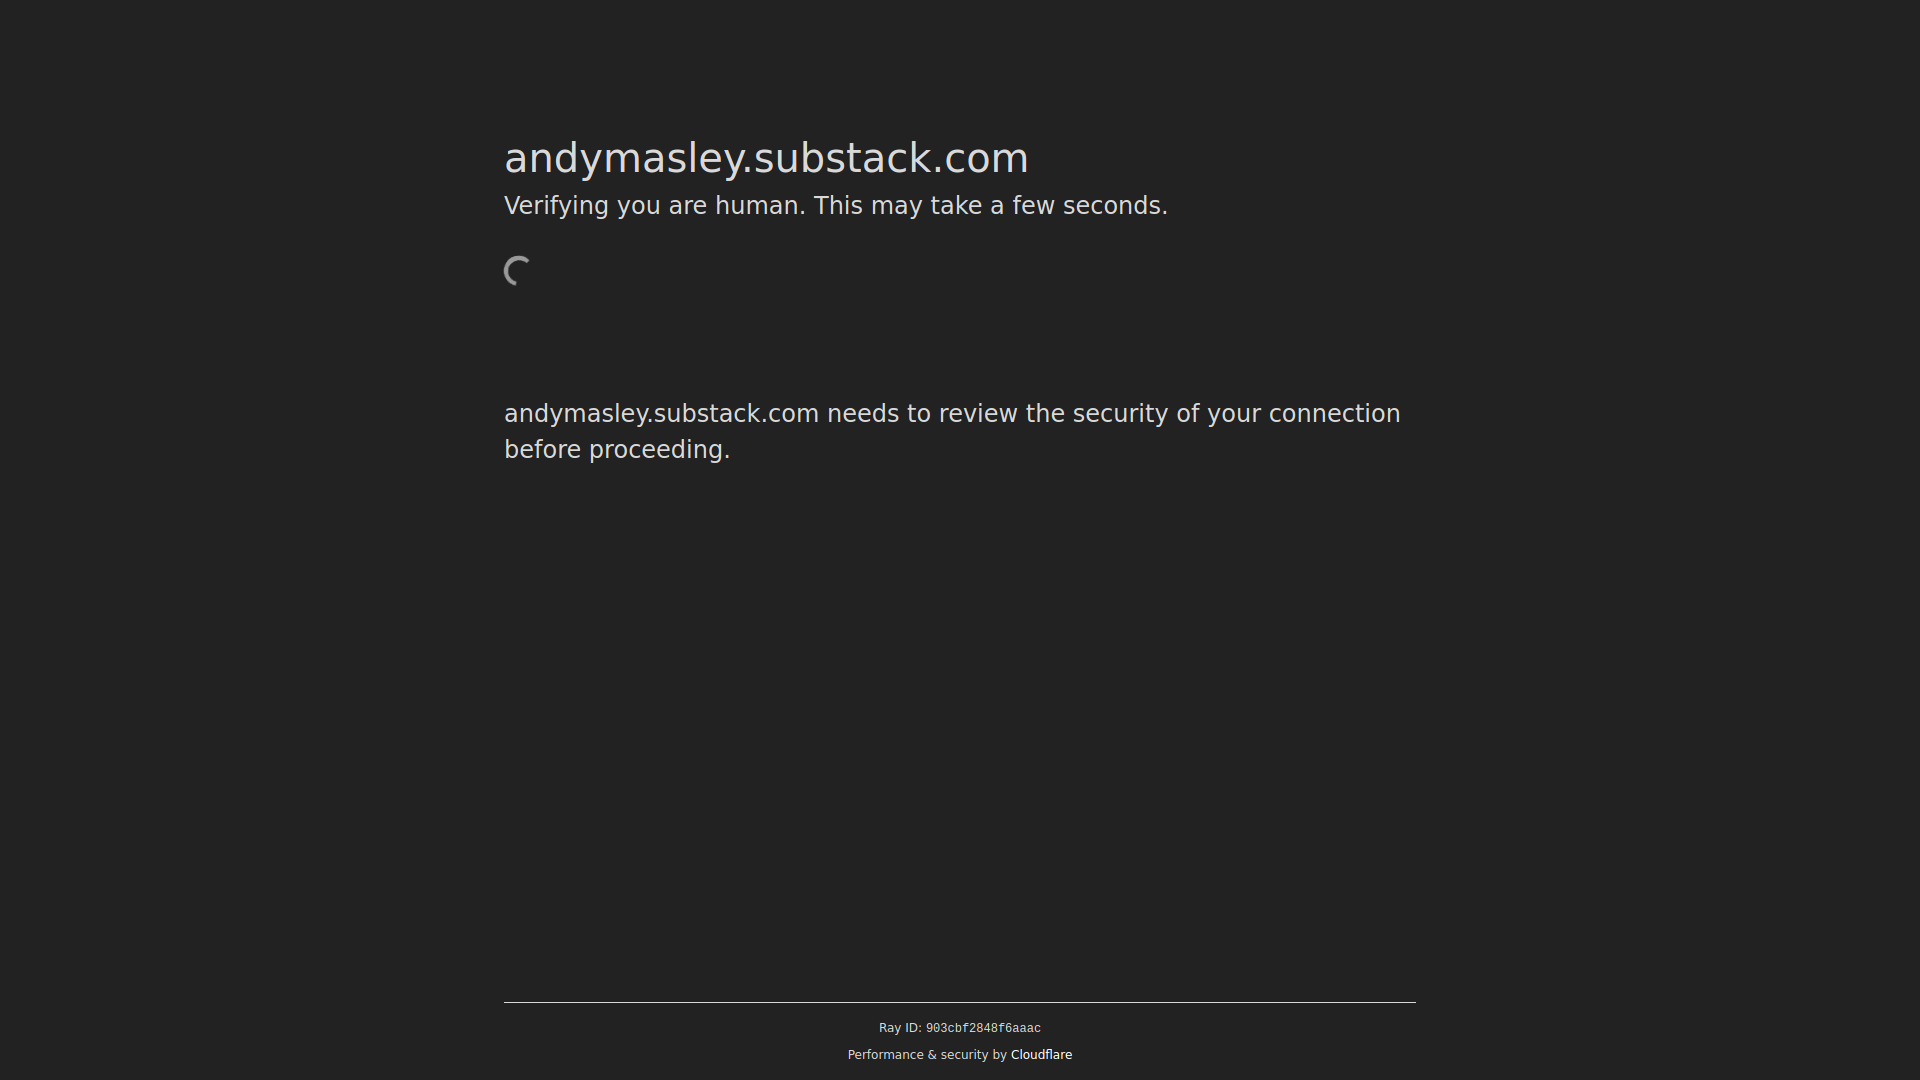 andymasley.substack.com
Verifying you are human. This may take a few seconds.
andymasley.substack.com needs to review the security of your connection
before proceeding.
Ray ID: 903cbf2848f6aaac
Performance & security by Cloudflare